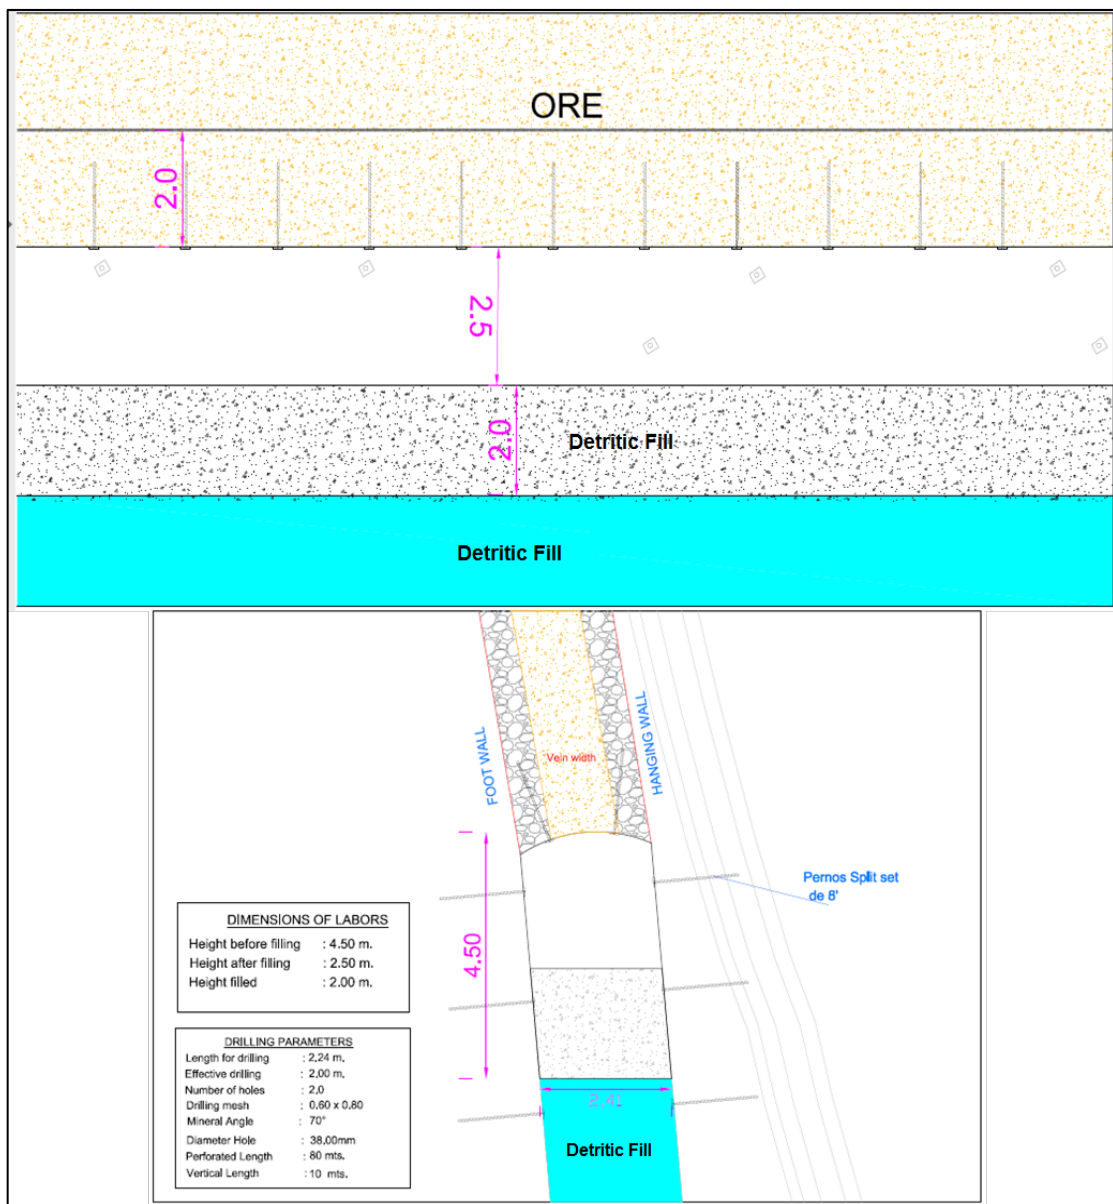 ORE
2.0
2.5
2.0
Detritic Fill
Detritic Fill
FOOT WALL
Vein width
HANGING WALL
Pernos Split set
de 8'
4.50
2.41
Detritic Fill
DIMENSIONS OF LABORS
Height before filling : 4.50 m.
Height after filling : 2.50 m.
Height filled : 2.00 m.
DRILLING PARAMETERS
Length for drilling : 2,24 m.
Effective drilling : 2,00 m.
Number of holes : 2,0
Drilling mesh : 0,60 x 0,80
Mineral Angle : 70°
Diameter Hole : 38,00mm
Perforated Length : 80 mts.
Vertical Length : 10 mts.